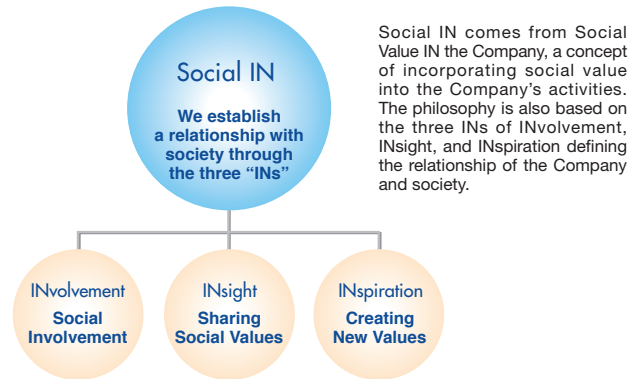 Social IN
We establish
a relationship with
society through
the three “INs”
Social IN comes from Social
Value IN the Company, a concept
of incorporating social value
into the Company’s activities.
The philosophy is also based on
the three INs of INvolvement,
INsight, and INspiration defining
the relationship of the Company
and society.
INvolvement
Social
Involvement
INsight
Sharing
Social Values
INspiration
Creating
New Values